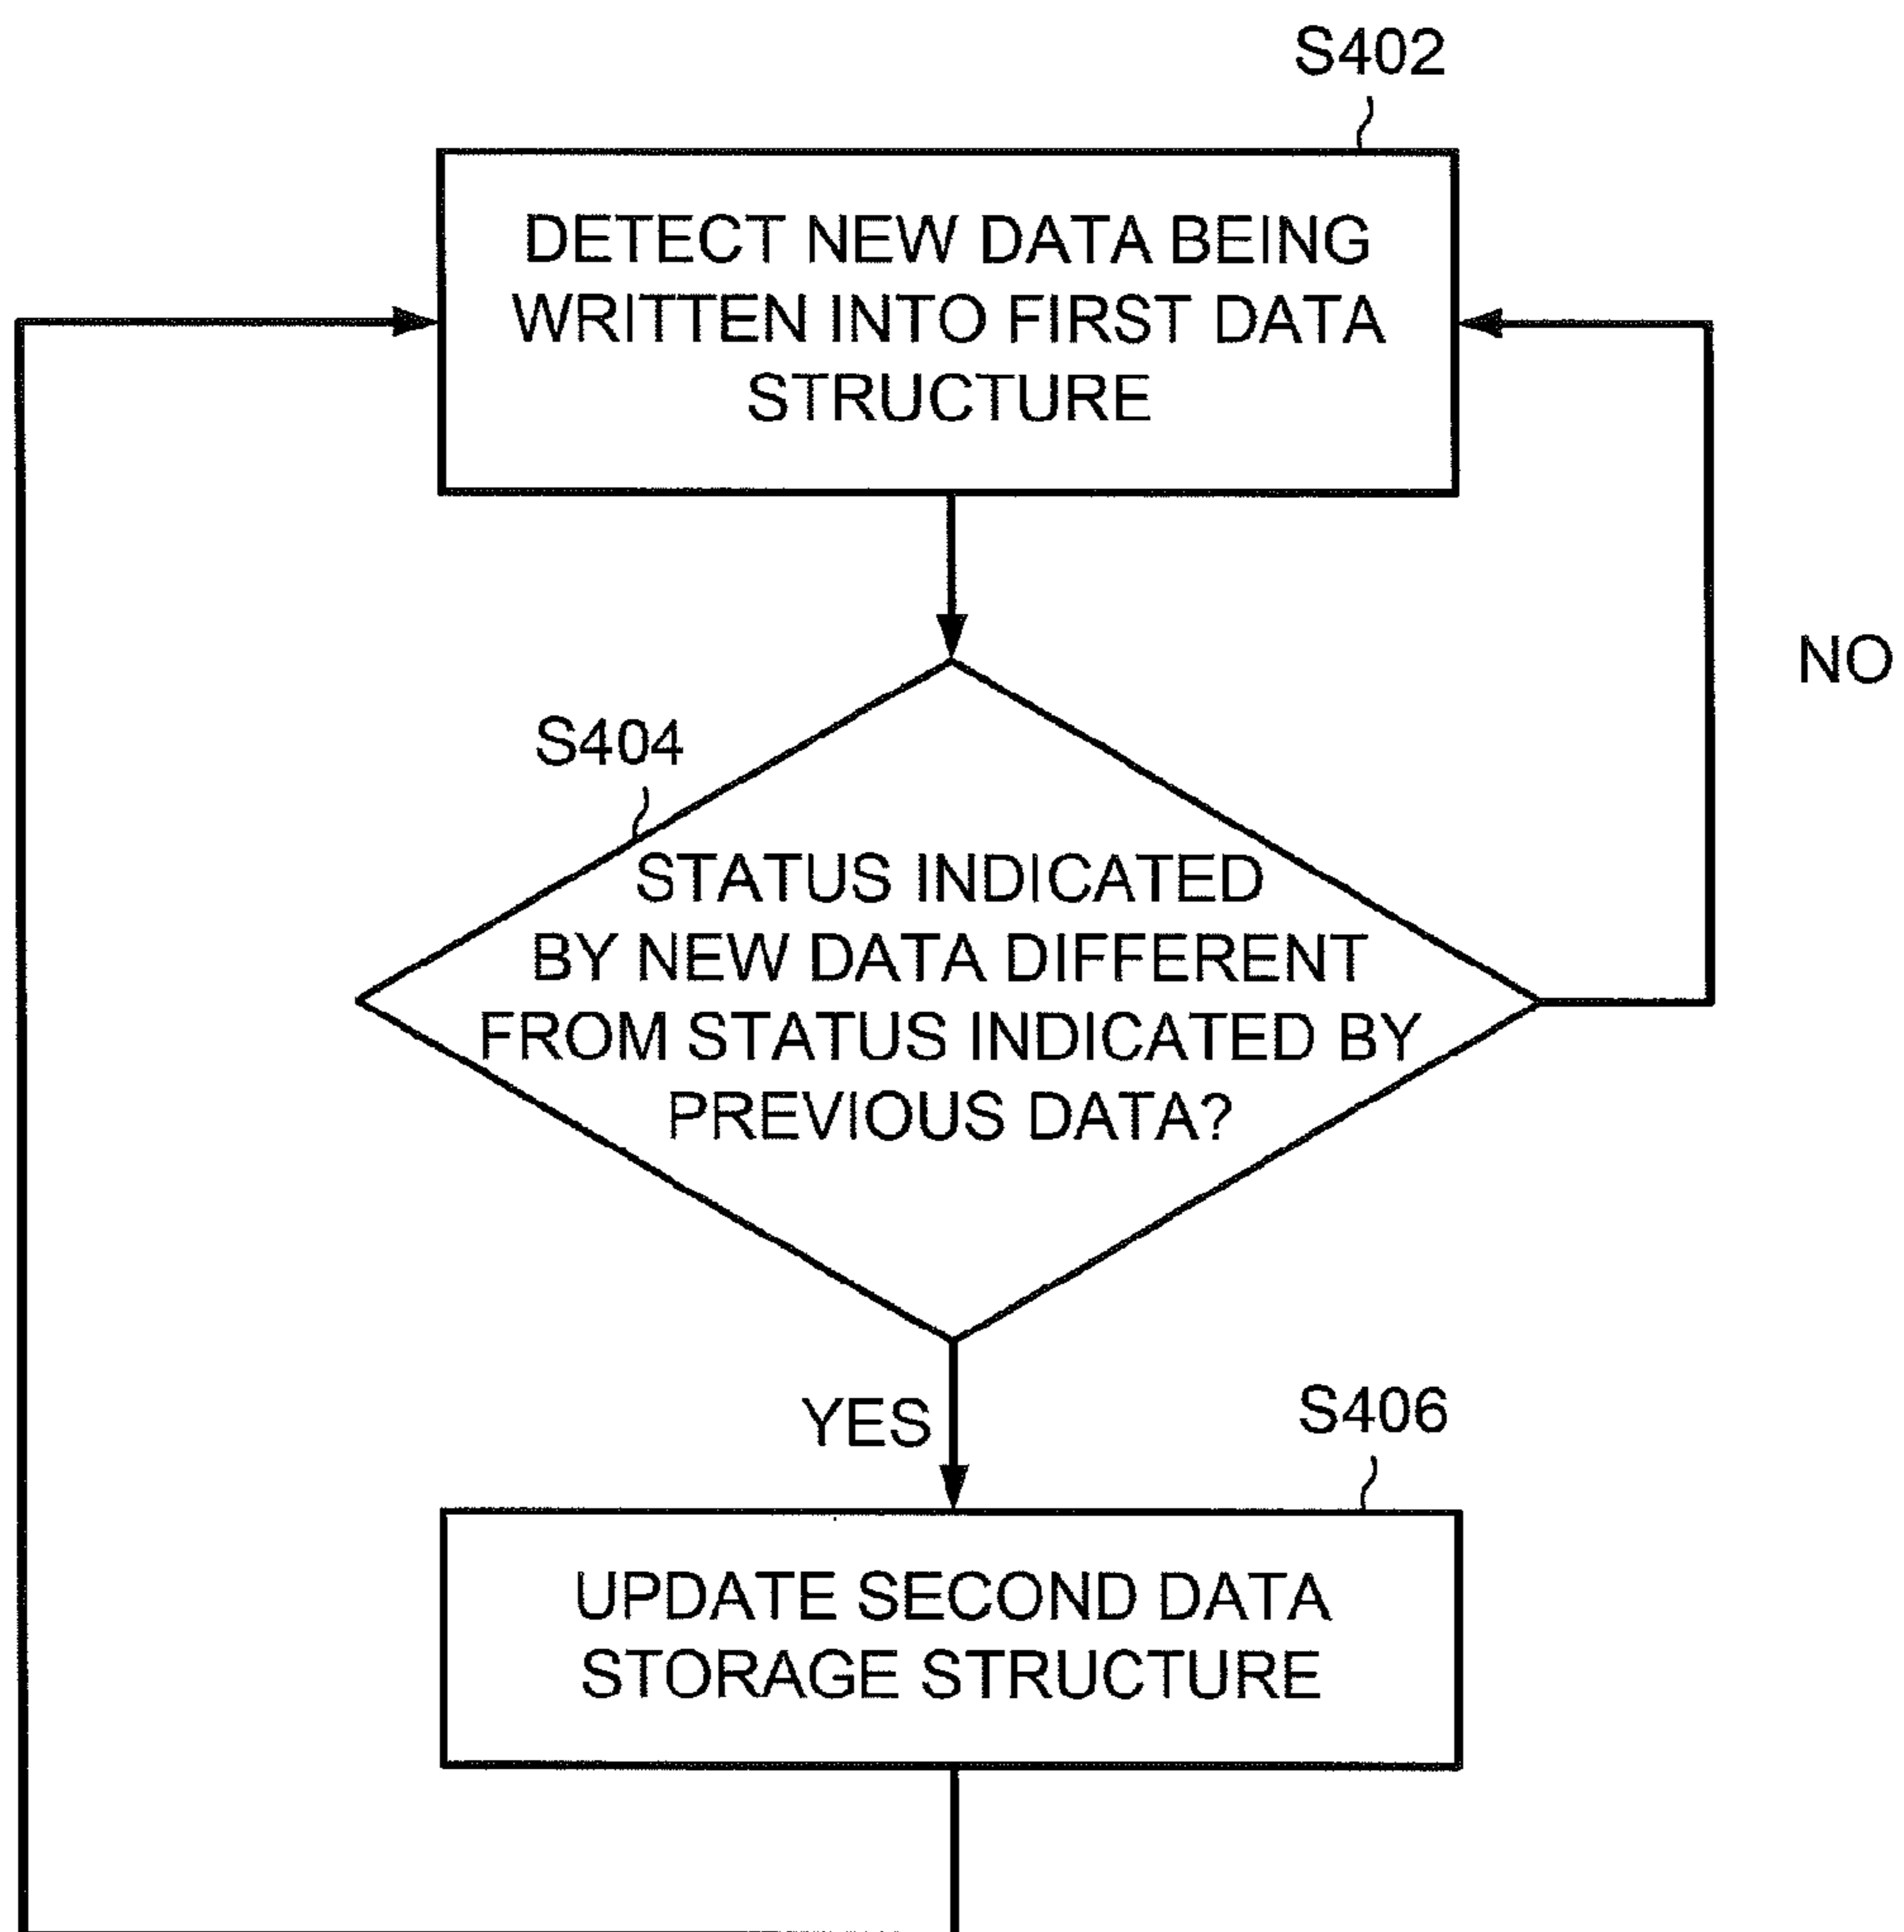 S402
DETECT NEW DATA BEING
WRITTEN INTO FIRST DATA
STRUCTURE
NO
S404
STATUS INDICATED
BY NEW DATA DIFFERENT
FROM STATUS INDICATED BY
PREVIOUS DATA?
YES
S406
UPDATE SECOND DATA
STORAGE STRUCTURE